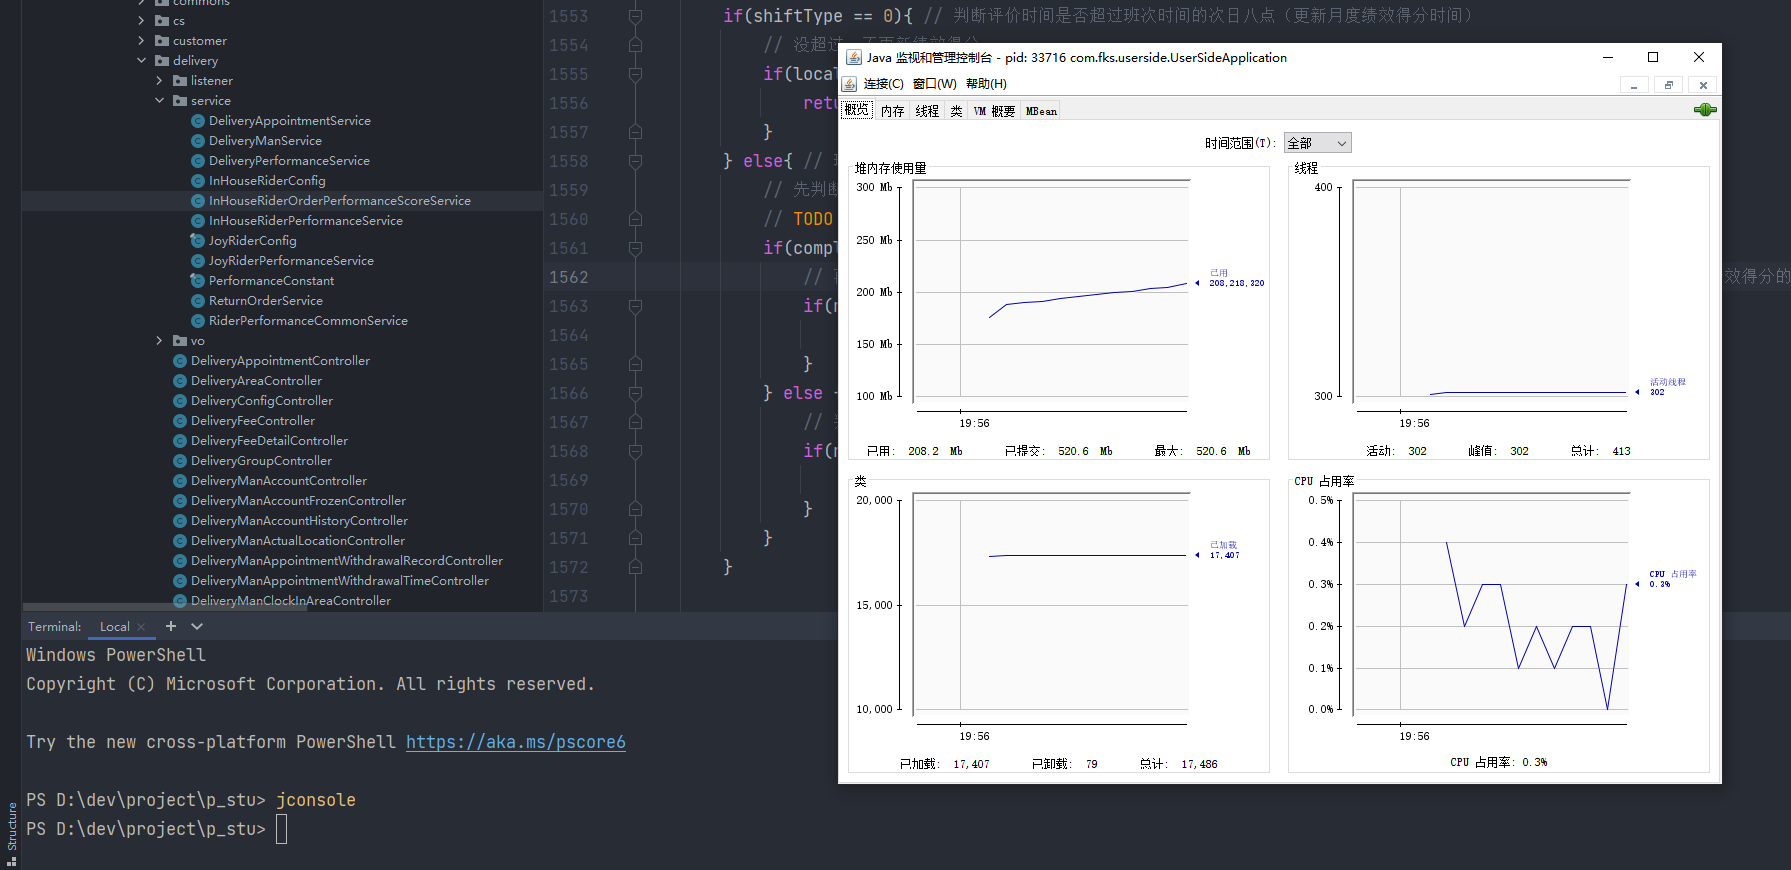 commons
cs
customer
delivery
listener
service
DeliveryAppointmentService
DeliveryManService
DeliveryPerformanceService
InHouseRiderConfig
InHouseRiderOrderPerformanceScoreService
InHouseRiderPerformanceService
JoyRiderConfig
JoyRiderPerformanceService
PerformanceConstant
ReturnOrderService
RiderPerformanceCommonService
vo
DeliveryAppointmentController
DeliveryAreaController
DeliveryConfigController
DeliveryFeeController
DeliveryFeeDetailController
DeliveryGroupController
DeliveryManAccountController
DeliveryManAccountFrozenController
DeliveryManAccountHistoryController
DeliveryManActualLocationController
DeliveryManAppointmentWithdrawalRecordController
DeliveryManAppointmentWithdrawalTimeController
DeliveryManClockInAreaController
1553 if(shiftType == 0){ // 判断评价时间是否超过班次时间的次日八点（更新月度绩效得分时间）
1554 // 没超过，不更新绩效得分
1555 if(loca
1556 retu
1557 }
1558 } else{ //
1559 // 先判断
1560 // TODO
1561 if(comp
1562 // 效得分的
1563 if(
1564
1565 }
1566 } else
1567 //
1568 if(
1569
1570 }
1571 }
1572 }
1573
Java 监视和管理控制台 - pid: 33716 com.fks.userside.UserSideApplication
连接(C) 窗口(W) 帮助(H)
概览 内存 线程 类 VM 概要 MBean
时间范围(T): 全部
堆内存使用量
300 Mb
250 Mb
200 Mb
150 Mb
100 Mb
已用
208,218,320
19:56
已用: 208.2 Mb 已提交: 520.6 Mb 最大: 520.6 Mb
线程
400
300
活动线程
302
19:56
活动: 302 峰值: 302 总计: 413
类
20,000
15,000
10,000
已加载
17,407
19:56
已加载: 17,407 已卸载: 79 总计: 17,486
CPU 占用率
0.5%
0.4%
0.3%
0.2%
0.1%
0.0%
CPU 占用率
0.3%
19:56
CPU 占用率: 0.3%
Terminal: Local
Windows PowerShell
Copyright (C) Microsoft Corporation. All rights reserved.
Try the new cross-platform PowerShell https://aka.ms/pscore6
PS D:\dev\project\p_stu> jconsole
PS D:\dev\project\p_stu>
Structure